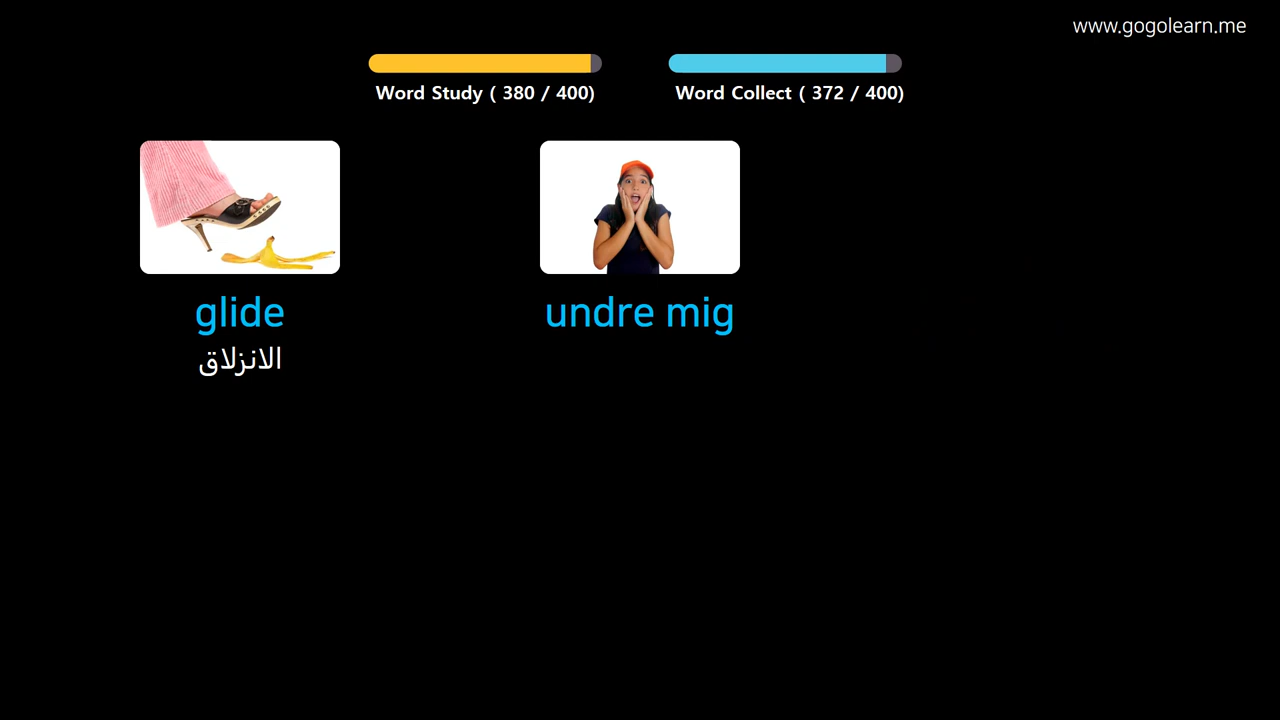 www.gogolearn.me
Word Study ( 380 / 400)
Word Collect ( 372 / 400)
glide
undre mig
الانزلاق